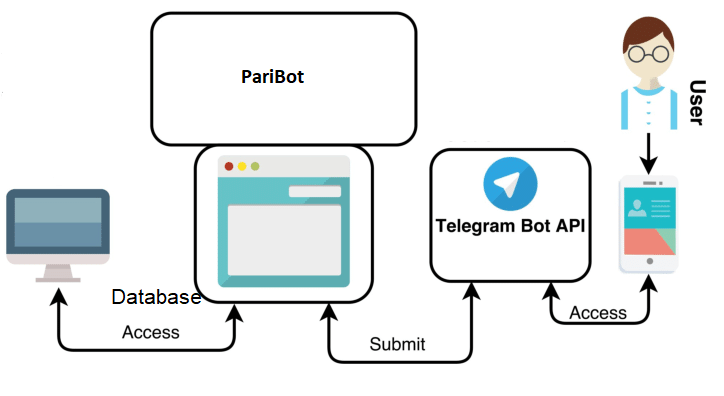 PariBot
User
Telegram Bot API
Database
Access
Submit
Access